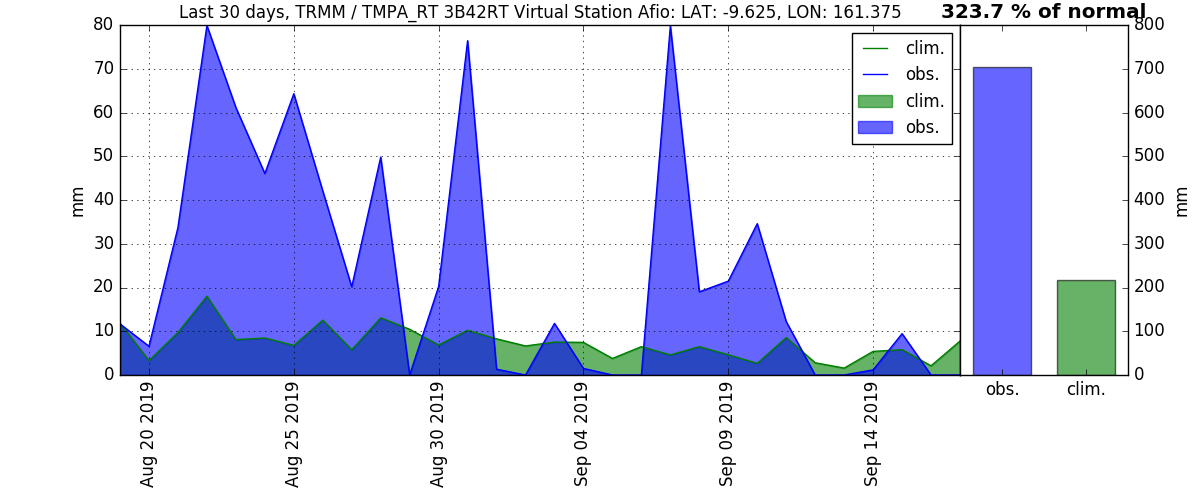 Last 30 days, TRMM / TMPA_RT 3B42RT Virtual Station Afio: LAT: -9.625, LON: 161.375
323.7 % of normal
80
70
60
50
40
30
20
10
0
mm
clim.
obs.
clim.
obs.
800
700
600
500
400
300
200
100
0
mm
obs.
clim.
Aug 20 2019
Aug 25 2019
Aug 30 2019
Sep 04 2019
Sep 09 2019
Sep 14 2019